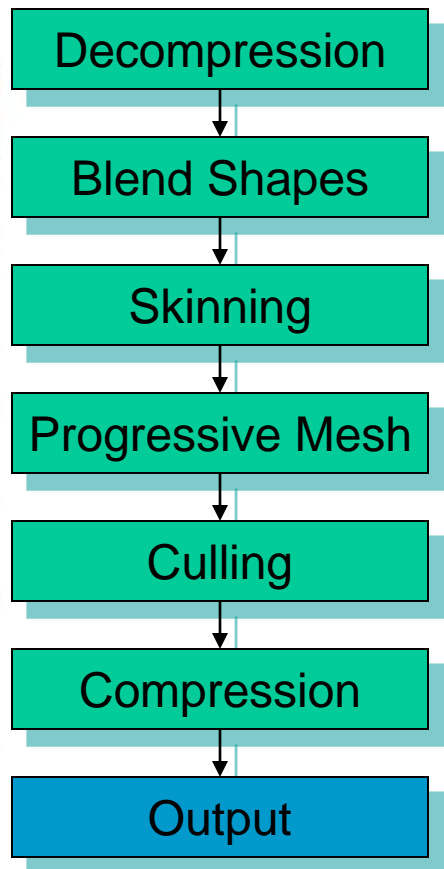 Decompression
Blend Shapes
Skinning
Progressive Mesh
Culling
Compression
Output